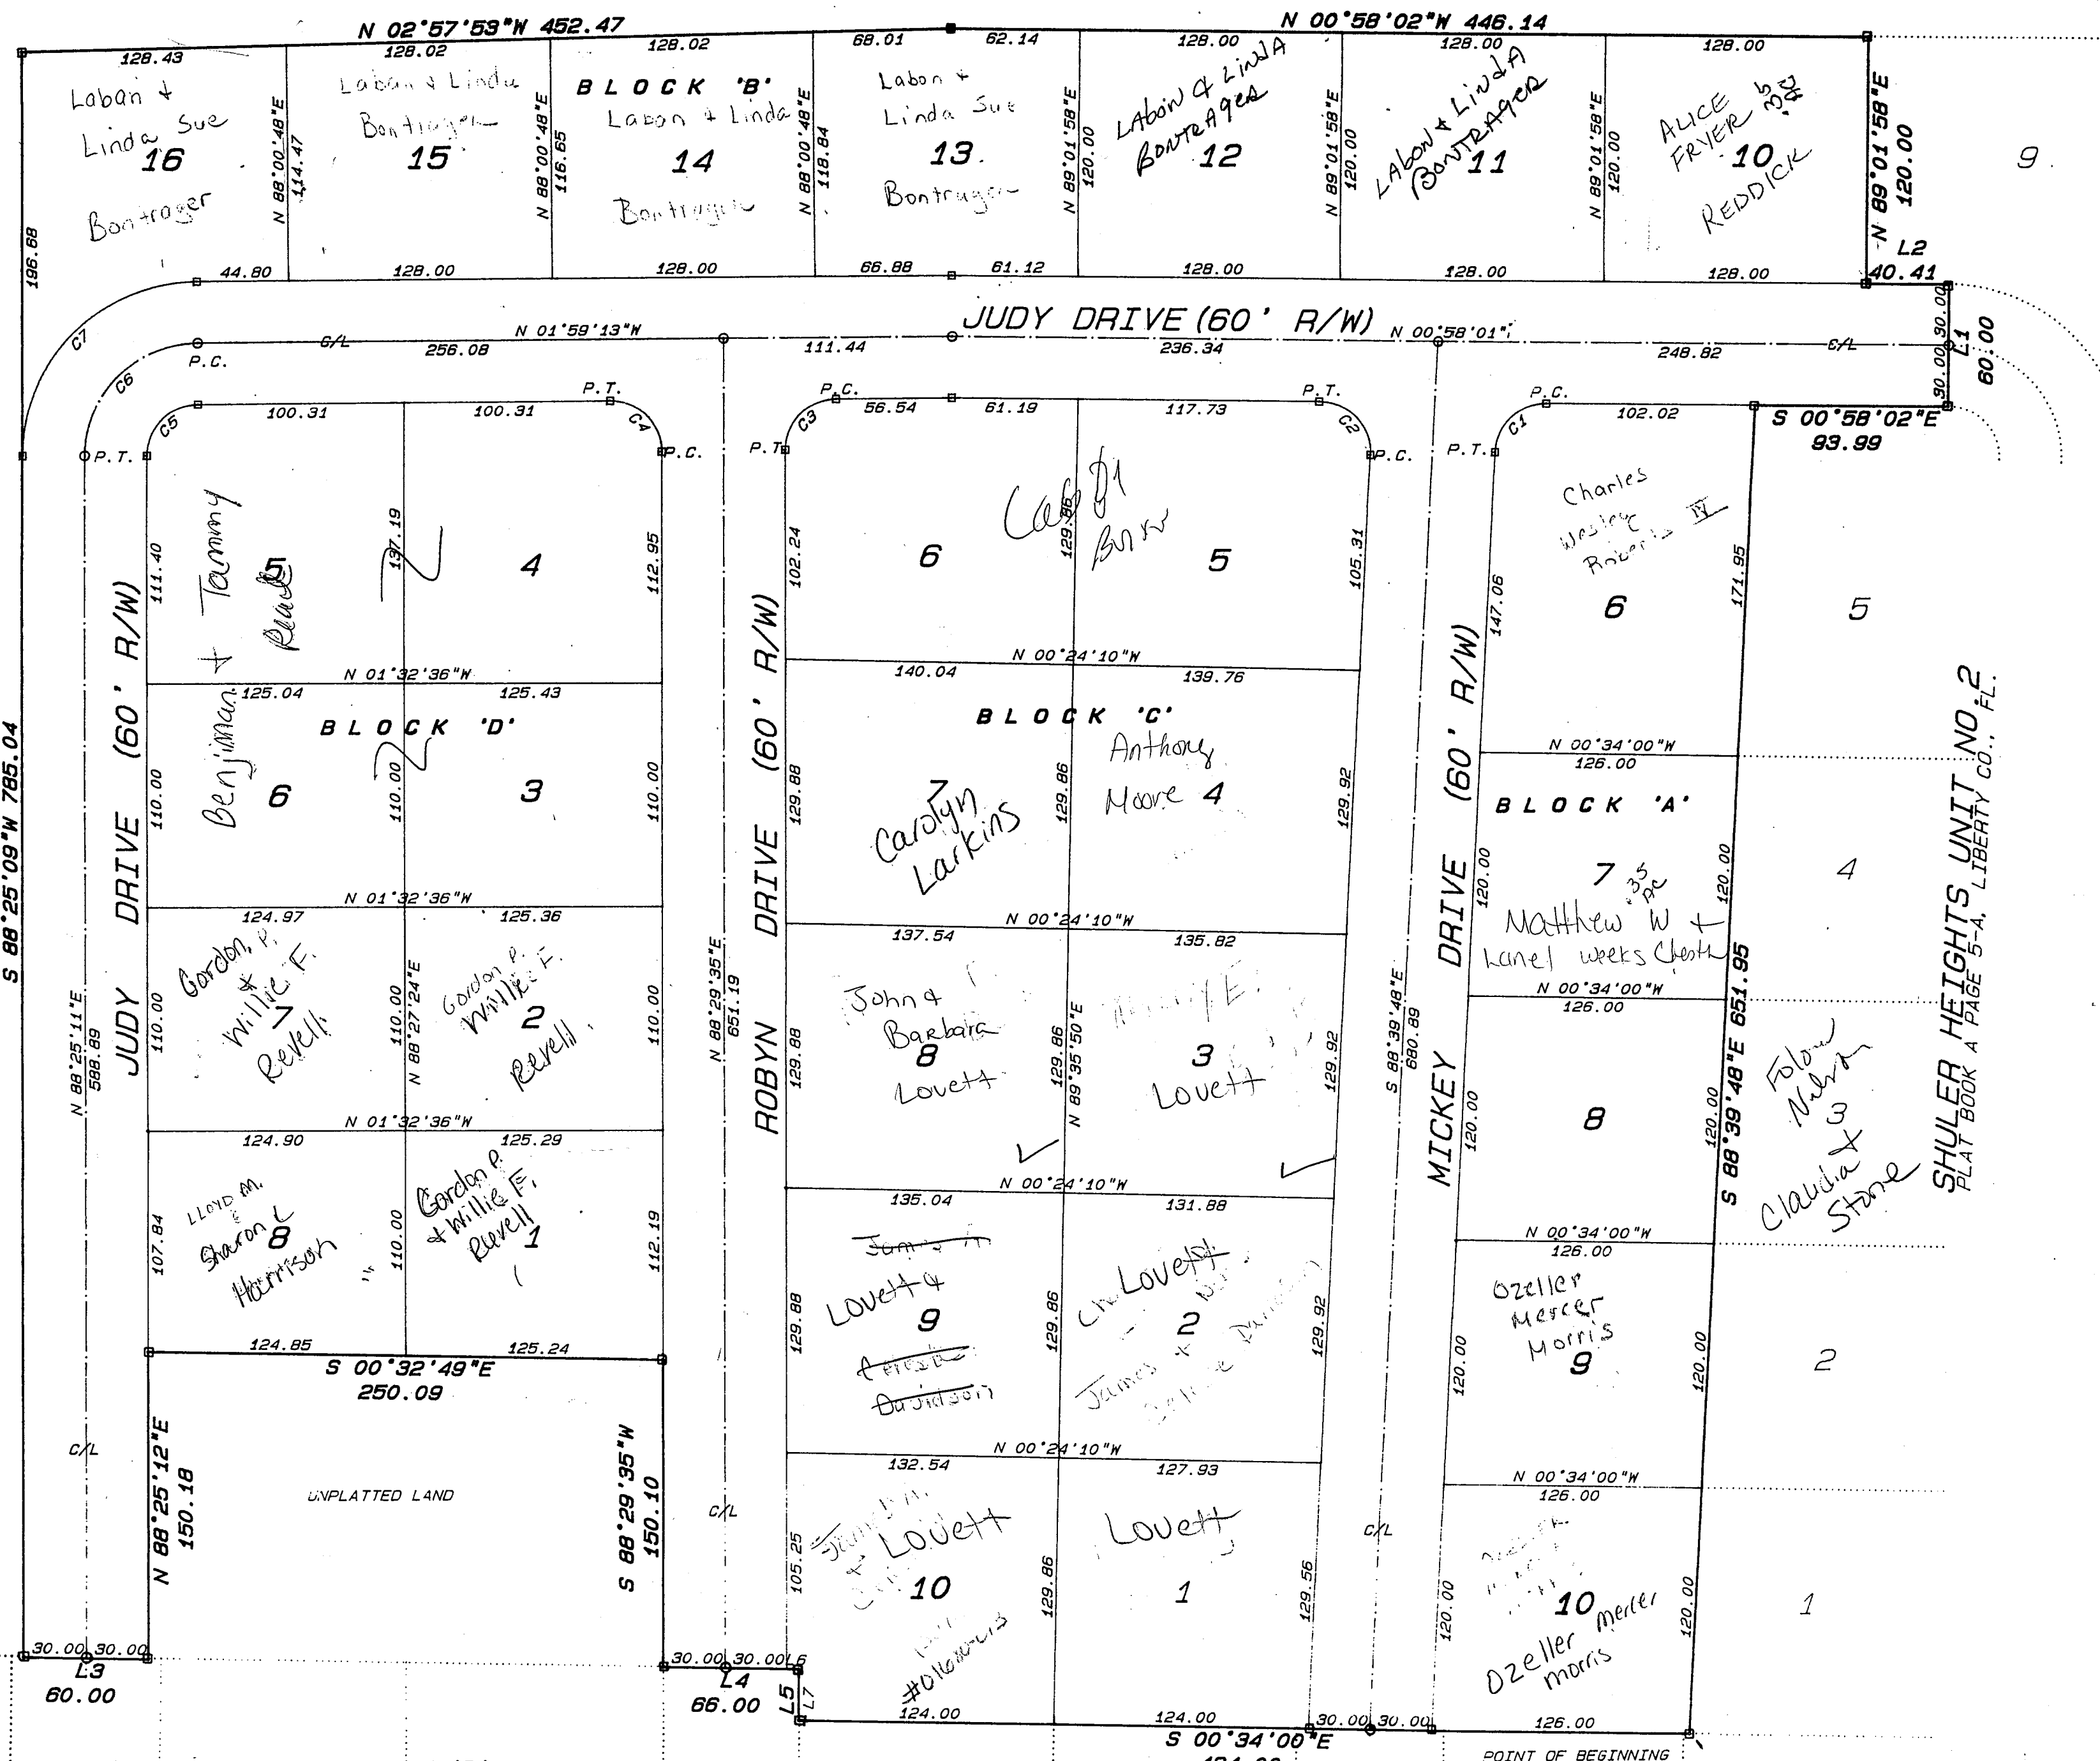 N 02°57'53"W 452.47
N 00°58'02"W 446.14
128.43
128.02
128.02
68.01
62.14
128.00
128.00
128.00
Laban +
Linda Sue
16
Bontrager
N 88°00'48"E
114.47
Laban & Linda
Bontrager
15
N 88°00'48"E
116.65
BLOCK 'B'
Laban & Linda
14
Bontrager
N 88°00'48"E
118.84
Labon +
Linda Sue
13
Bontrager
N 89°01'58"E
120.00
LAbon & LindA
BONTRAgER
12
N 89°01'58"E
120.00
LAbon & LindA
BONTRAGER
11
N 89°01'58"E
120.00
ALICE
FRYER
.35
AC
10
REDDICK
N 89°01'58"E
120.00
9
196.68
44.80
128.00
128.00
66.88
61.12
128.00
128.00
128.00
L2
40.41
JUDY DRIVE (60' R/W)
C7
C6
P.C.
C/L
N 01°59'13"W
256.08
111.44
236.34
N 00°58'01"
248.82
C/L
30.00
30.00
L1
60.00
P.T.
C5
100.31
100.31
P.T.
C4
P.C.
P.T.
C3
P.C.
56.54
61.19
117.73
P.T.
C2
P.C.
P.T.
C1
P.C.
102.02
S 00°58'02"E
93.99
S 88°25'09"W 785.04
JUDY DRIVE (60' R/W)
N 88°25'11"E
588.89
C/L
111.40
Benjiman + Tammy
5
137.19
4
112.95
N 01°32'36"W
125.04
125.43
BLOCK 'D'
110.00
6
110.00
3
110.00
N 01°32'36"W
124.97
125.36
110.00
Gordon, P.
&
Willie F.
7
Revell
110.00
N 88°27'24"E
Gordon P.
Willie F.
2
Revell
110.00
N 01°32'36"W
124.90
125.29
107.84
LLOYD M.
&
Sharon L
8
Harrison
110.00
Gordon P.
& Willie F.
Revell
1
112.19
124.85
125.24
S 00°32'49"E
250.09
N 88°25'12"E
150.18
UNPLATTED LAND
S 88°29'35"W
150.10
30.00
30.00
L3
60.00
N 88°29'35"E
651.19
ROBYN DRIVE (60' R/W)
C/L
30.00
30.00
L6
L4
66.00
L5
L7
102.24
6
129.86
5
105.31
N 00°24'10"W
140.04
139.76
BLOCK 'C'
129.88
7
Carolyn
Larkins
129.86
Anthony
Moore
4
129.92
N 00°24'10"W
137.54
135.82
129.88
John &
Barbara
8
Lovett
129.86
N 89°35'50"E
E.
3
Lovett
129.92
N 00°24'10"W
135.04
131.88
129.88
Lovett &
9
Davidson
129.86
Lovett
2
James &
129.92
N 00°24'10"W
132.54
127.93
105.25
Lovett
10
129.86
Lovett
1
129.56
124.00
124.00
S 00°34'00"E
30.00
30.00
S 88°39'48"E
680.89
MICKEY DRIVE (60' R/W)
C/L
147.06
Charles
Wesley
Roberts IV
6
171.95
5
N 00°34'00"W
126.00
BLOCK 'A'
120.00
7
.35
AC
Matthew W +
Lanel weeks
120.00
4
N 00°34'00"W
126.00
120.00
8
120.00
S 88°39'48"E 651.95
3
Claudia &
Stone
N 00°34'00"W
126.00
120.00
Ozeller
Mercer
Morris
9
120.00
2
N 00°34'00"W
126.00
120.00
10
Ozeller Mercer
Morris
120.00
1
126.00
POINT OF BEGINNING
SHULER HEIGHTS UNIT NO. 2
PLAT BOOK A PAGE 5-A, LIBERTY CO., FL.